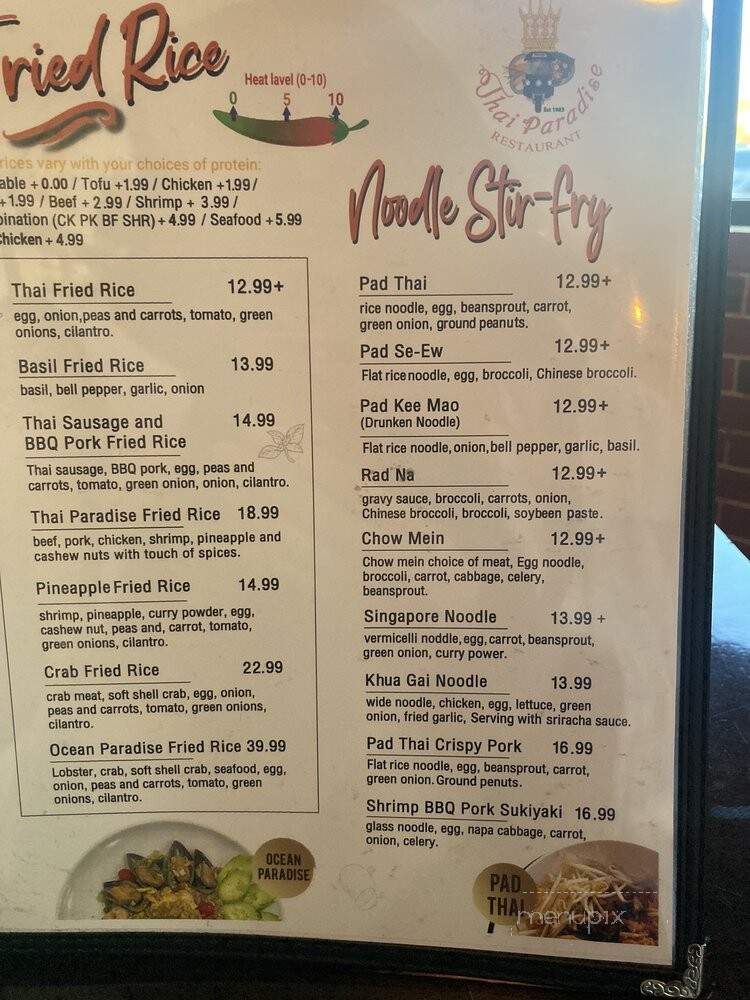 Fried Rice
Heat lavel (0-10)
0 5 10
rices vary with your choices of protein:
able + 0.00 / Tofu +1.99 / Chicken +1.99 /
+ 1.99 / Beef + 2.99 / Shrimp + 3.99 /
bination (CK PK BF SHR) + 4.99 / Seafood +5.99
Chicken + 4.99
Thai Fried Rice 12.99+
egg, onion,peas and carrots, tomato, green
onions, cilantro.
Basil Fried Rice 13.99
basil, bell pepper, garlic, onion
Thai Sausage and 14.99
BBQ Pork Fried Rice
Thai sausage, BBQ pork, egg, peas and
carrots, tomato, green onion, onion, cilantro.
Thai Paradise Fried Rice 18.99
beef, pork, chicken, shrimp, pineapple and
cashew nuts with touch of spices.
Pineapple Fried Rice 14.99
shrimp, pineapple, curry powder, egg,
cashew nut, peas and, carrot, tomato,
green onions, cilantro.
Crab Fried Rice 22.99
crab meat, soft shell crab, egg, onion,
peas and carrots, tomato, green onions,
cilantro.
Ocean Paradise Fried Rice 39.99
Lobster, crab, soft shell crab, seafood, egg,
onion, peas and carrots, tomato, green
onions, cilantro.
OCEAN
PARADISE
Est 1983
Thai Paradise
RESTAURANT
Noodle Stir-fry
Pad Thai 12.99+
rice noodle, egg, beansprout, carrot,
green onion, ground peanuts.
Pad Se-Ew 12.99+
Flat rice noodle, egg, broccoli, Chinese broccoli.
Pad Kee Mao 12.99+
(Drunken Noodle)
Flat rice noodle, onion, bell pepper, garlic, basil.
Rad Na 12.99+
gravy sauce, broccoli, carrots, onion,
Chinese broccoli, broccoli, soybeen paste.
Chow Mein 12.99+
Chow mein choice of meat, Egg noodle,
broccoli, carrot, cabbage, celery,
beansprout.
Singapore Noodle 13.99 +
vermicelli noddle, egg, carrot, beansprout,
green onion, curry power.
Khua Gai Noodle 13.99
wide noodle, chicken, egg, lettuce, green
onion, fried garlic, Serving with sriracha sauce.
Pad Thai Crispy Pork 16.99
Flat rice noodle, egg, beansprout, carrot,
green onion. Ground penuts.
Shrimp BBQ Pork Sukiyaki 16.99
glass noodle, egg, napa cabbage, carrot,
onion, celery.
PAD
THAI
menupix